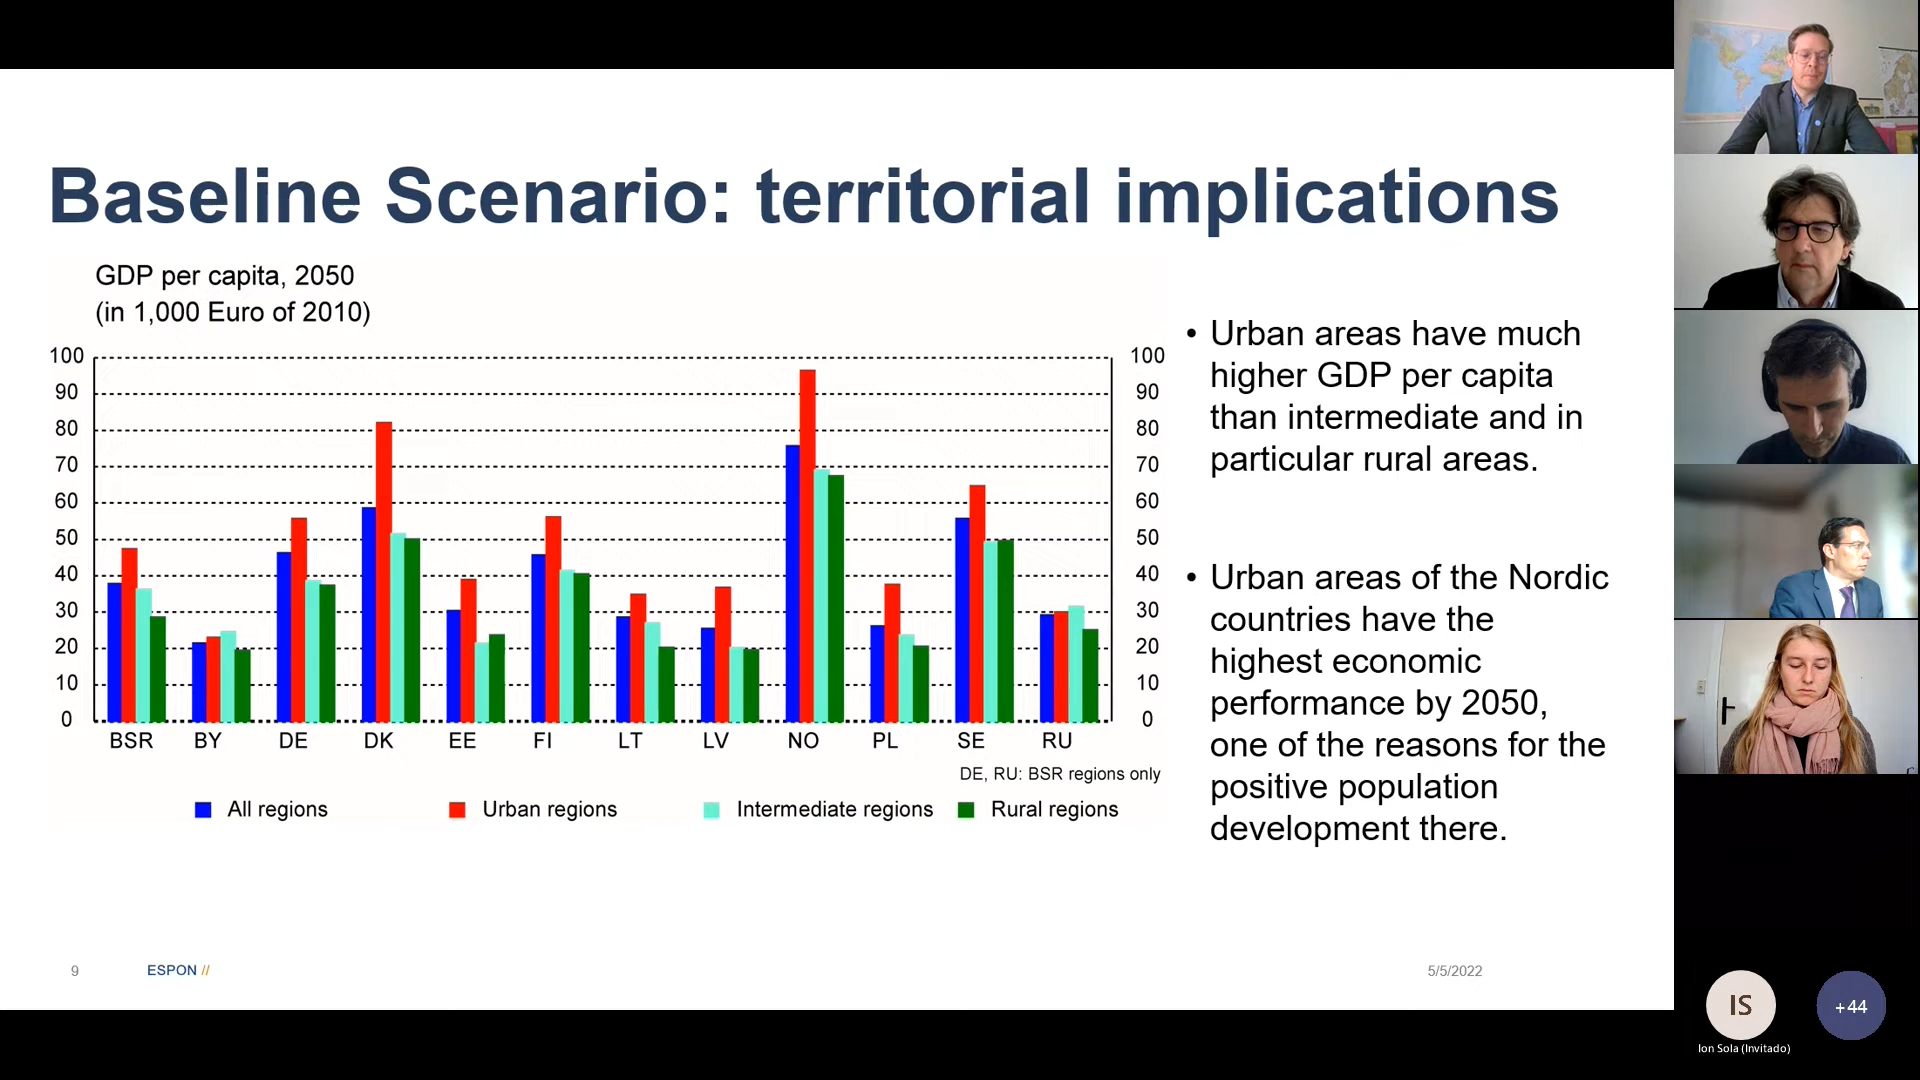 Baseline Scenario: territorial implications
GDP per capita, 2050
(in 1,000 Euro of 2010)
100
90
80
70
60
50
40
30
20
10
0
100
90
80
70
60
50
40
30
20
10
0
BSR BY DE DK EE FI LT LV NO PL SE RU
DE, RU: BSR regions only
All regions Urban regions Intermediate regions Rural regions
• Urban areas have much
higher GDP per capita
than intermediate and in
particular rural areas.
• Urban areas of the Nordic
countries have the
highest economic
performance by 2050,
one of the reasons for the
positive population
development there.
9 ESPON // 5/5/2022
IS
+44
Ion Sola (Invitado)